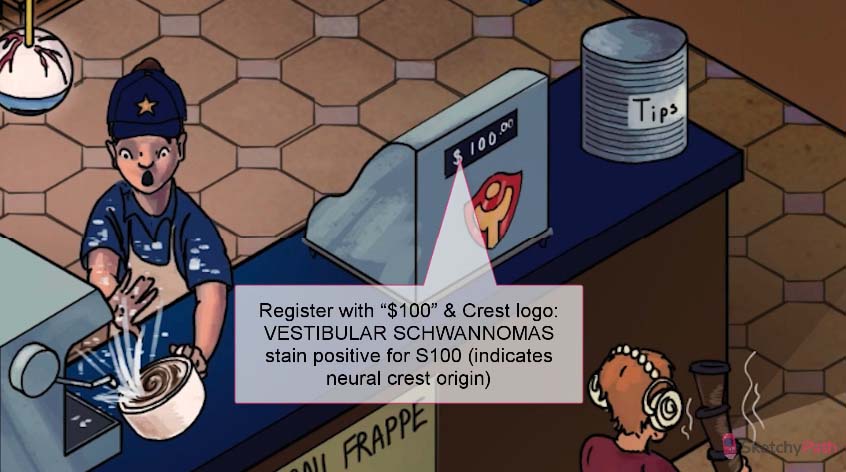 $ 100.00
Tips
Register with “$100” & Crest logo:
VESTIBULAR SCHWANNOMAS
stain positive for S100 (indicates
neural crest origin)
FRAPPE
SketchyPath